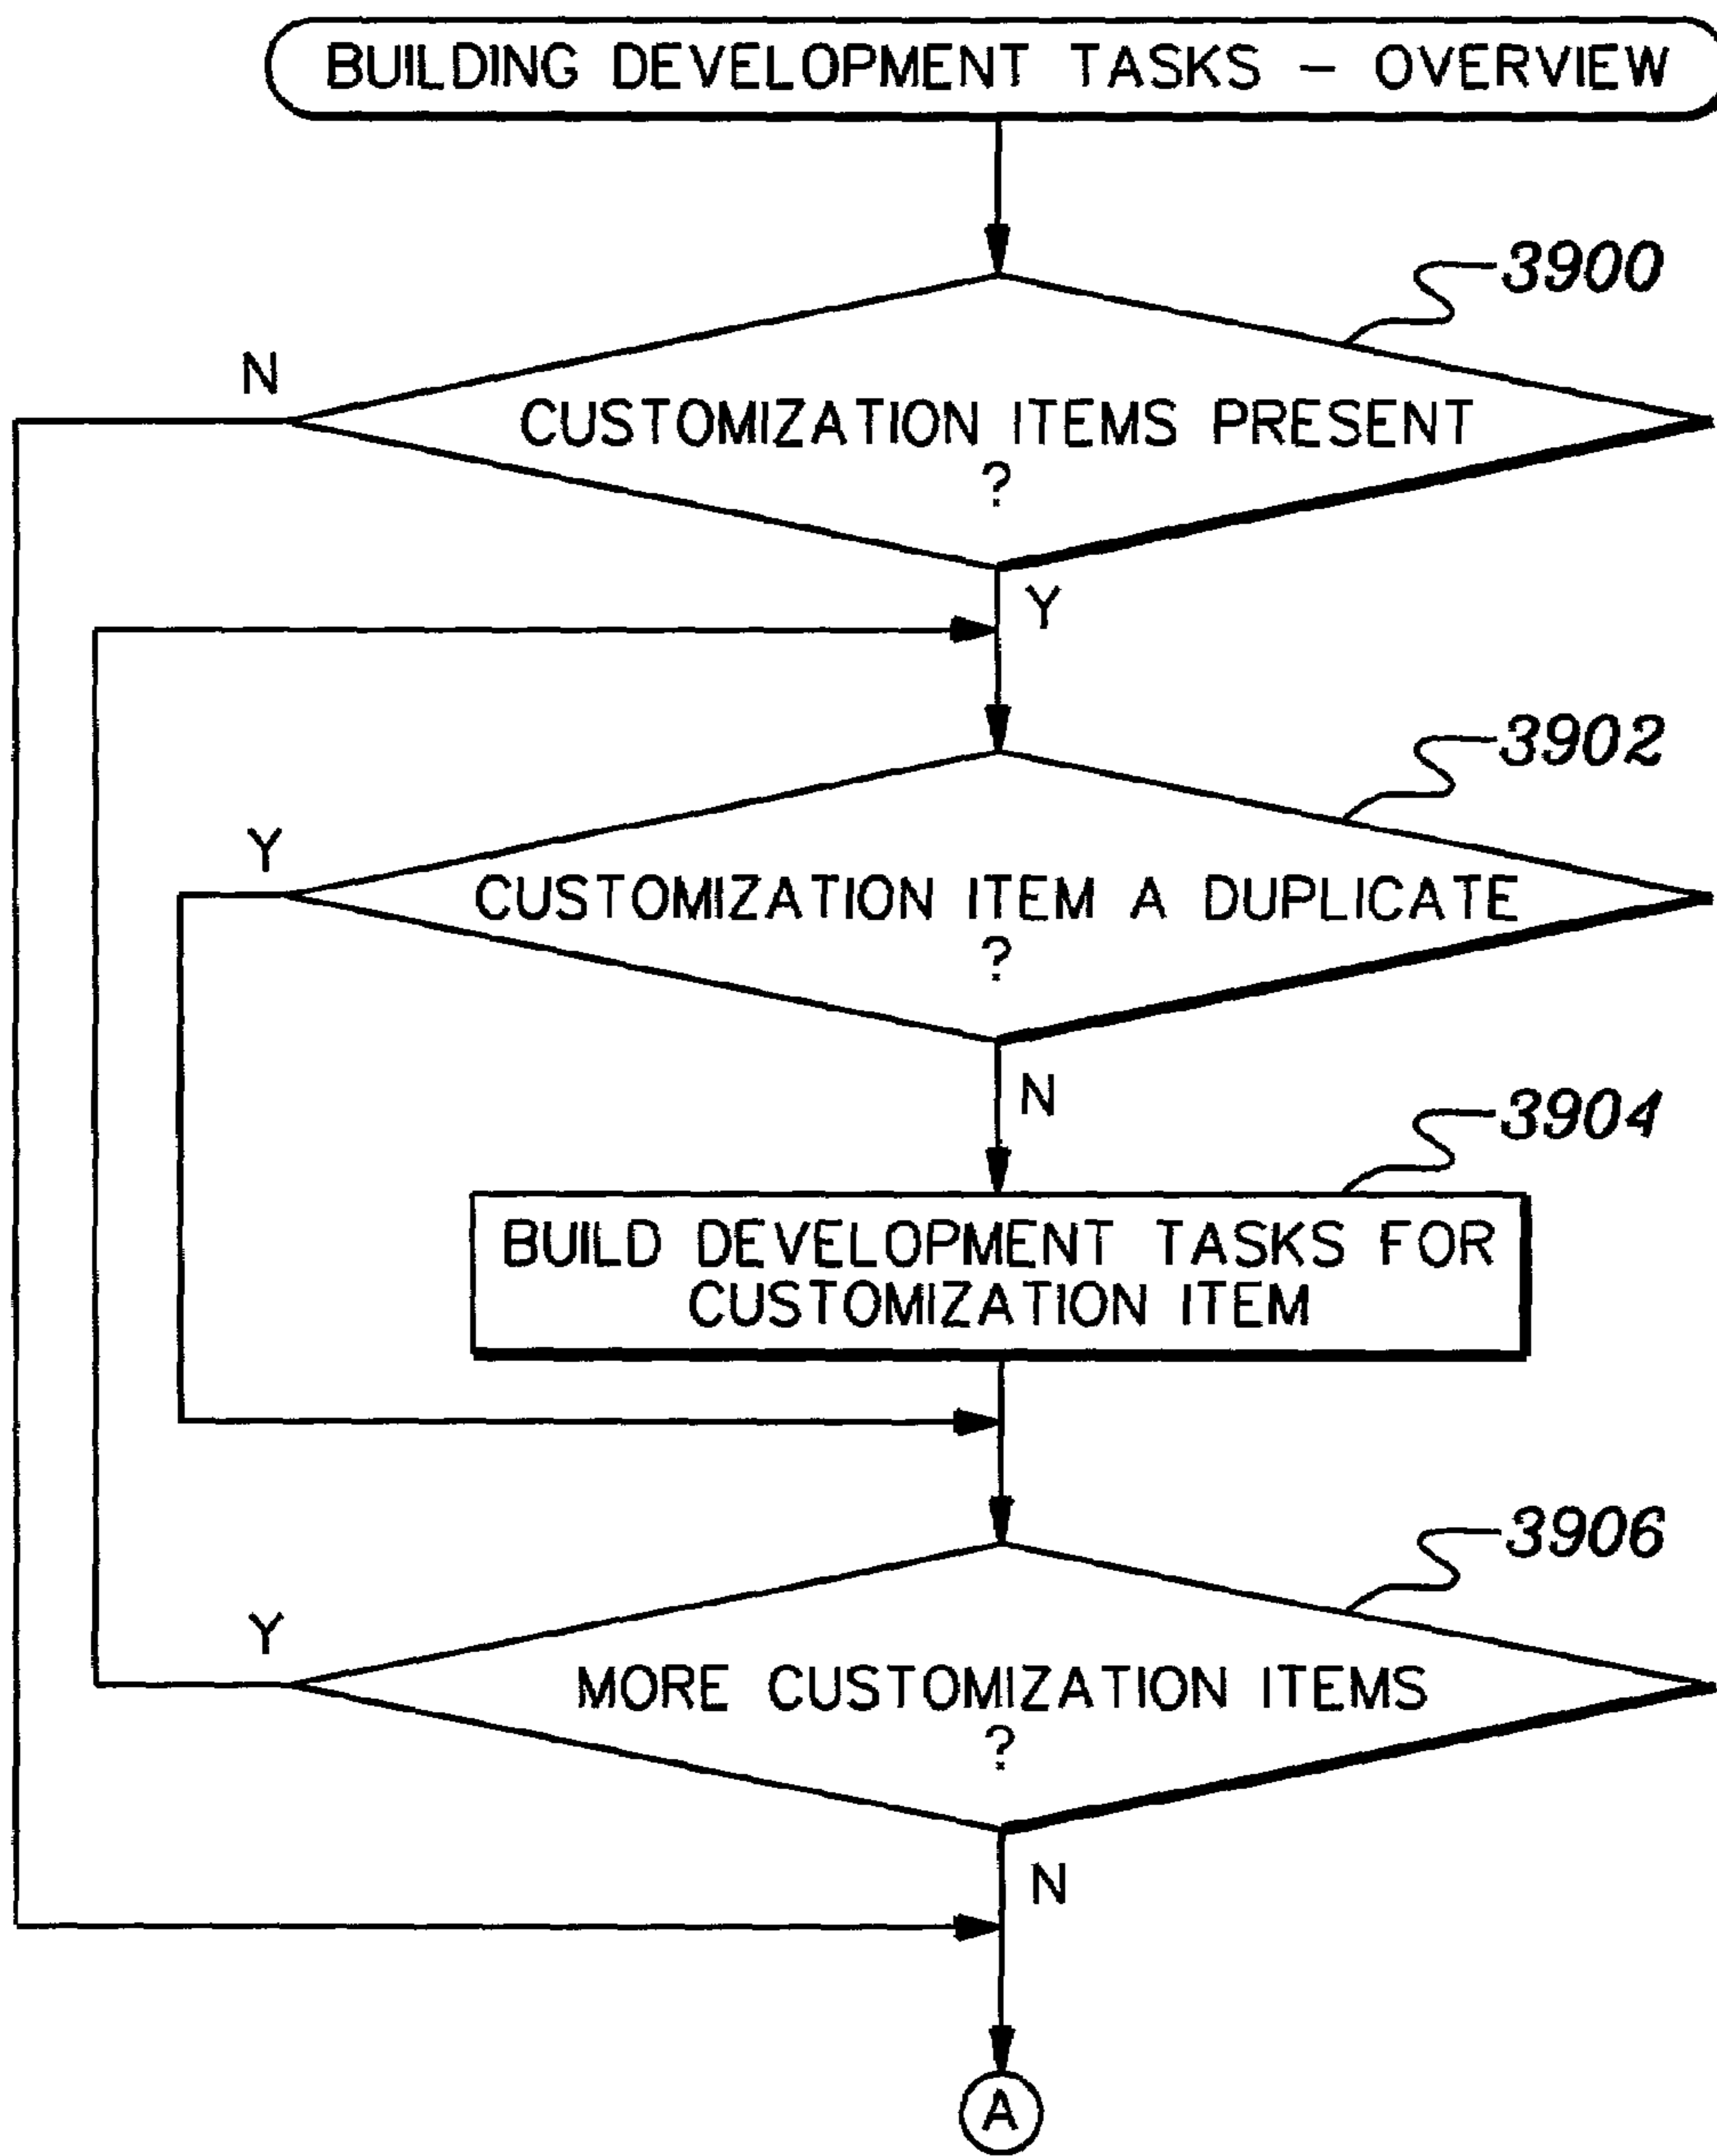 BUILDING DEVELOPMENT TASKS - OVERVIEW
3900
N
CUSTOMIZATION ITEMS PRESENT
?
Y
3902
Y
CUSTOMIZATION ITEM A DUPLICATE
?
N
3904
BUILD DEVELOPMENT TASKS FOR
CUSTOMIZATION ITEM
3906
Y
MORE CUSTOMIZATION ITEMS
?
N
A